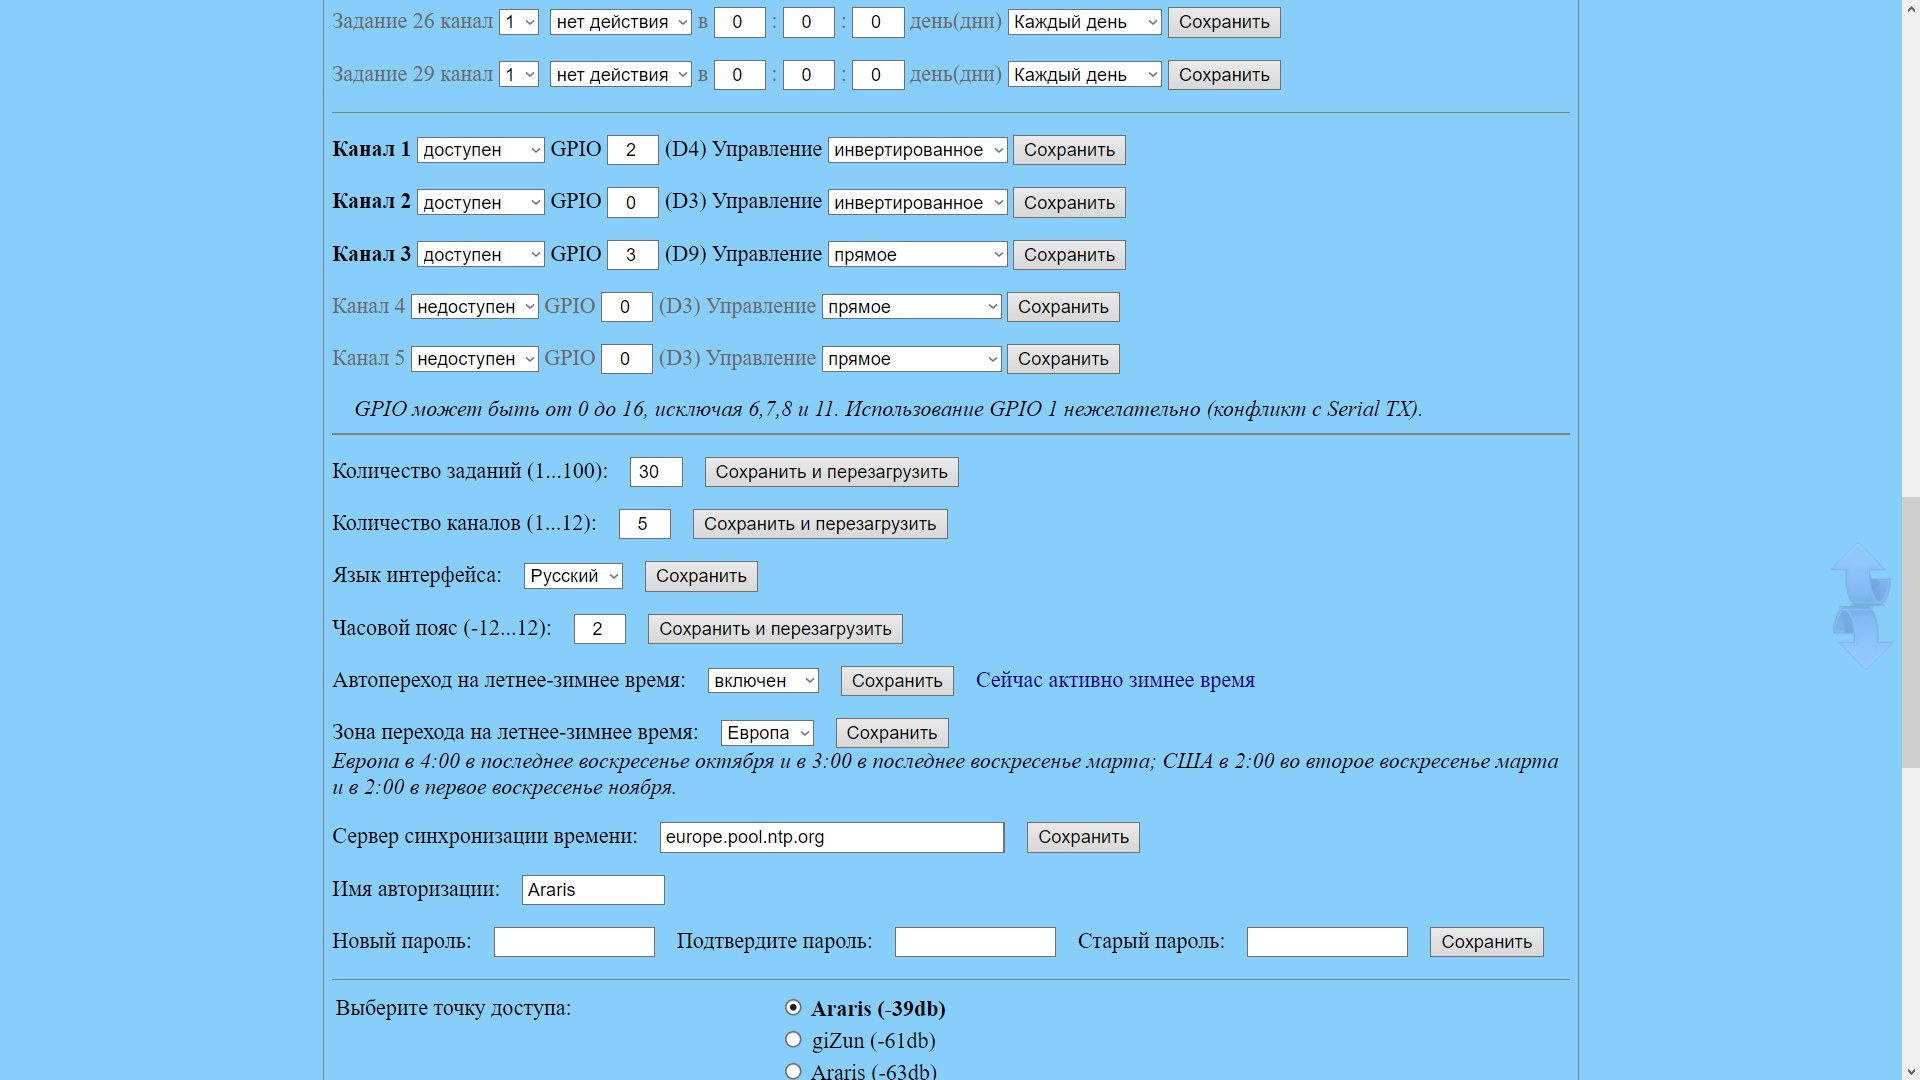 Задание 26 канал 1 нет действия в 0 : 0 : 0 день(дни) Каждый день Сохранить
Задание 29 канал 1 нет действия в 0 : 0 : 0 день(дни) Каждый день Сохранить
Канал 1 доступен GPIO 2 (D4) Управление инвертированное Сохранить
Канал 2 доступен GPIO 0 (D3) Управление инвертированное Сохранить
Канал 3 доступен GPIO 3 (D9) Управление прямое Сохранить
Канал 4 недоступен GPIO 0 (D3) Управление прямое Сохранить
Канал 5 недоступен GPIO 0 (D3) Управление прямое Сохранить
GPIO может быть от 0 до 16, исключая 6,7,8 и 11. Использование GPIO 1 нежелательно (конфликт с Serial TX).
Количество заданий (1...100): 30 Сохранить и перезагрузить
Количество каналов (1...12): 5 Сохранить и перезагрузить
Язык интерфейса: Русский Сохранить
Часовой пояс (-12...12): 2 Сохранить и перезагрузить
Автопереход на летнее-зимнее время: включен Сохранить Сейчас активно зимнее время
Зона перехода на летнее-зимнее время: Европа Сохранить
Европа в 4:00 в последнее воскресенье октября и в 3:00 в последнее воскресенье марта; США в 2:00 во второе воскресенье марта
и в 2:00 в первое воскресенье ноября.
Сервер синхронизации времени: europe.pool.ntp.org Сохранить
Имя авторизации: Araris
Новый пароль: Подтвердите пароль: Старый пароль: Сохранить
Выберите точку доступа: Araris (-39db)
giZun (-61db)
Araris (-63db)